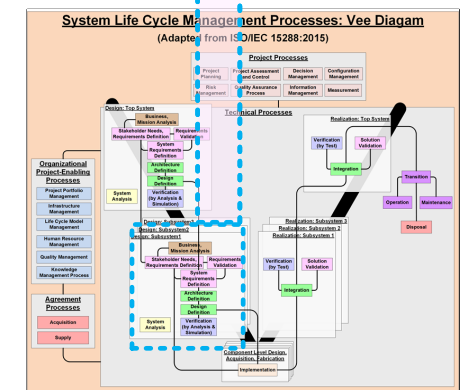 System Life Cycle Management Processes: Vee Diagam
(Adapted from ISO/IEC 15288:2015)
Project Processes
Project
Planning
Project Assessment
and Control
Decision
Management
Configuration
Management
Risk
Management
Quality Assurance
Process
Information
Management
Measurement
Technical Processes
Design: Top System
Business,
Mission Analysis
Stakeholder Needs,
Requirements Definition
Requirements
Validation
System
Requirements
Definition
Architecture
Definition
Design
Definition
System
Analysis
Verification
(by Analysis &
Simulation)
Realization: Top System
Verification
(by Test)
Solution
Validation
Integration
Transition
Operation
Maintenance
Disposal
Organizational
Project-Enabling
Processes
Project Portfolio
Management
Infrastructure
Management
Life Cycle Model
Management
Human Resource
Management
Quality Management
Knowledge
Management Process
Agreement
Processes
Acquisition
Supply
Design: Subsystem3
Design: Subsystem2
Design: Subsystem1
Business,
Mission Analysis
Stakeholder Needs,
Requirements Definition
Requirements
Validation
System
Requirements
Definition
Architecture
Definition
Design
Definition
System
Analysis
Verification
(by Analysis &
Simulation)
Realization: Subsystem 3
Realization: Subsystem 2
Realization: Subsystem 1
Verification
(by Test)
Solution
Validation
Integration
Component Level Design,
Acquisition, Fabrication
Implementation